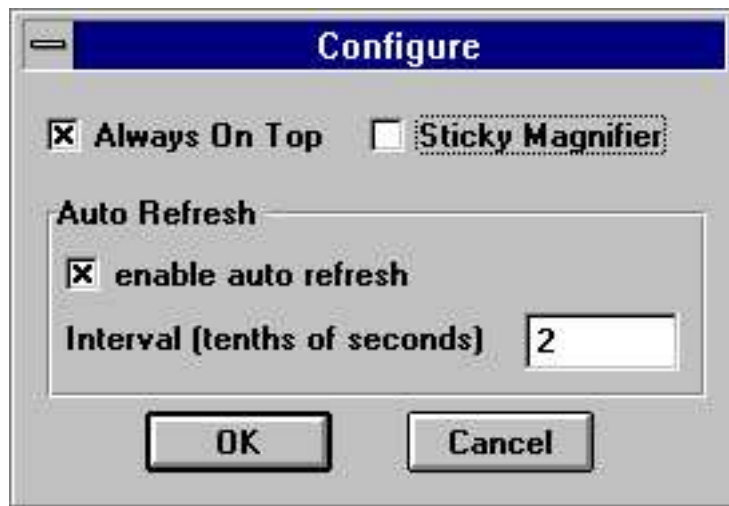 Configure
Always On Top Sticky Magnifier
Auto Refresh
enable auto refresh
Interval (tenths of seconds) 2
OK Cancel